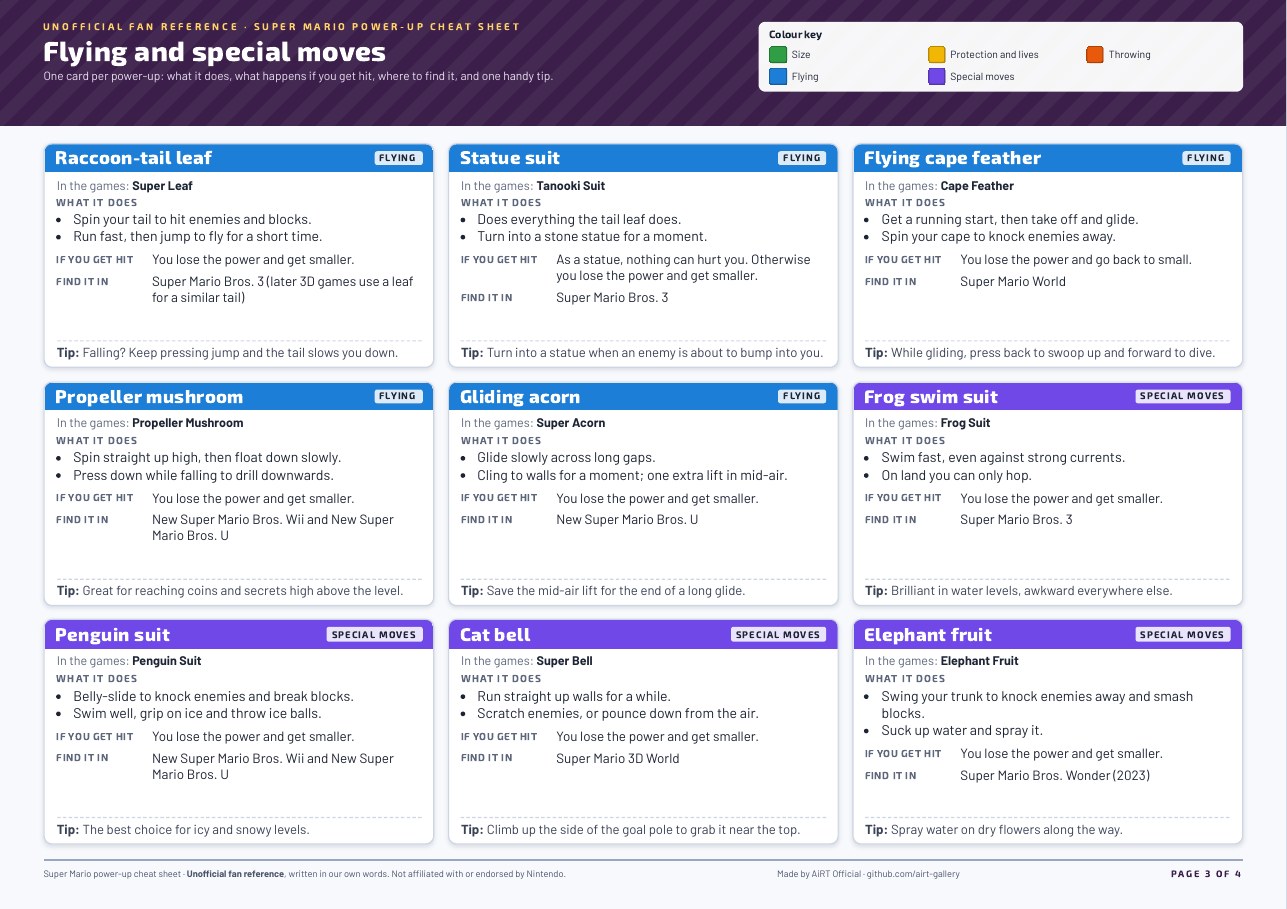 UNOFFICIAL FAN REFERENCE · SUPER MARIO POWER-UP CHEAT SHEET
Flying and special moves
One card per power-up: what it does, what happens if you get hit, where to find it, and one handy tip.
Colour key
Size
Protection and lives
Throwing
Flying
Special moves
Raccoon-tail leaf
FLYING
In the games: Super Leaf
WHAT IT DOES
• Spin your tail to hit enemies and blocks.
• Run fast, then jump to fly for a short time.
IF YOU GET HIT You lose the power and get smaller.
FIND IT IN Super Mario Bros. 3 (later 3D games use a leaf
for a similar tail)
Tip: Falling? Keep pressing jump and the tail slows you down.
Statue suit
FLYING
In the games: Tanooki Suit
WHAT IT DOES
• Does everything the tail leaf does.
• Turn into a stone statue for a moment.
IF YOU GET HIT As a statue, nothing can hurt you. Otherwise
you lose the power and get smaller.
FIND IT IN Super Mario Bros. 3
Tip: Turn into a statue when an enemy is about to bump into you.
Flying cape feather
FLYING
In the games: Cape Feather
WHAT IT DOES
• Get a running start, then take off and glide.
• Spin your cape to knock enemies away.
IF YOU GET HIT You lose the power and go back to small.
FIND IT IN Super Mario World
Tip: While gliding, press back to swoop up and forward to dive.
Propeller mushroom
FLYING
In the games: Propeller Mushroom
WHAT IT DOES
• Spin straight up high, then float down slowly.
• Press down while falling to drill downwards.
IF YOU GET HIT You lose the power and get smaller.
FIND IT IN New Super Mario Bros. Wii and New Super
Mario Bros. U
Tip: Great for reaching coins and secrets high above the level.
Gliding acorn
FLYING
In the games: Super Acorn
WHAT IT DOES
• Glide slowly across long gaps.
• Cling to walls for a moment; one extra lift in mid-air.
IF YOU GET HIT You lose the power and get smaller.
FIND IT IN New Super Mario Bros. U
Tip: Save the mid-air lift for the end of a long glide.
Frog swim suit
SPECIAL MOVES
In the games: Frog Suit
WHAT IT DOES
• Swim fast, even against strong currents.
• On land you can only hop.
IF YOU GET HIT You lose the power and get smaller.
FIND IT IN Super Mario Bros. 3
Tip: Brilliant in water levels, awkward everywhere else.
Penguin suit
SPECIAL MOVES
In the games: Penguin Suit
WHAT IT DOES
• Belly-slide to knock enemies and break blocks.
• Swim well, grip on ice and throw ice balls.
IF YOU GET HIT You lose the power and get smaller.
FIND IT IN New Super Mario Bros. Wii and New Super
Mario Bros. U
Tip: The best choice for icy and snowy levels.
Cat bell
SPECIAL MOVES
In the games: Super Bell
WHAT IT DOES
• Run straight up walls for a while.
• Scratch enemies, or pounce down from the air.
IF YOU GET HIT You lose the power and get smaller.
FIND IT IN Super Mario 3D World
Tip: Climb up the side of the goal pole to grab it near the top.
Elephant fruit
SPECIAL MOVES
In the games: Elephant Fruit
WHAT IT DOES
• Swing your trunk to knock enemies away and smash
blocks.
• Suck up water and spray it.
IF YOU GET HIT You lose the power and get smaller.
FIND IT IN Super Mario Bros. Wonder (2023)
Tip: Spray water on dry flowers along the way.
Super Mario power-up cheat sheet · Unofficial fan reference, written in our own words. Not affiliated with or endorsed by Nintendo.
Made by AiRT Official · github.com/airt-gallery
PAGE 3 OF 4